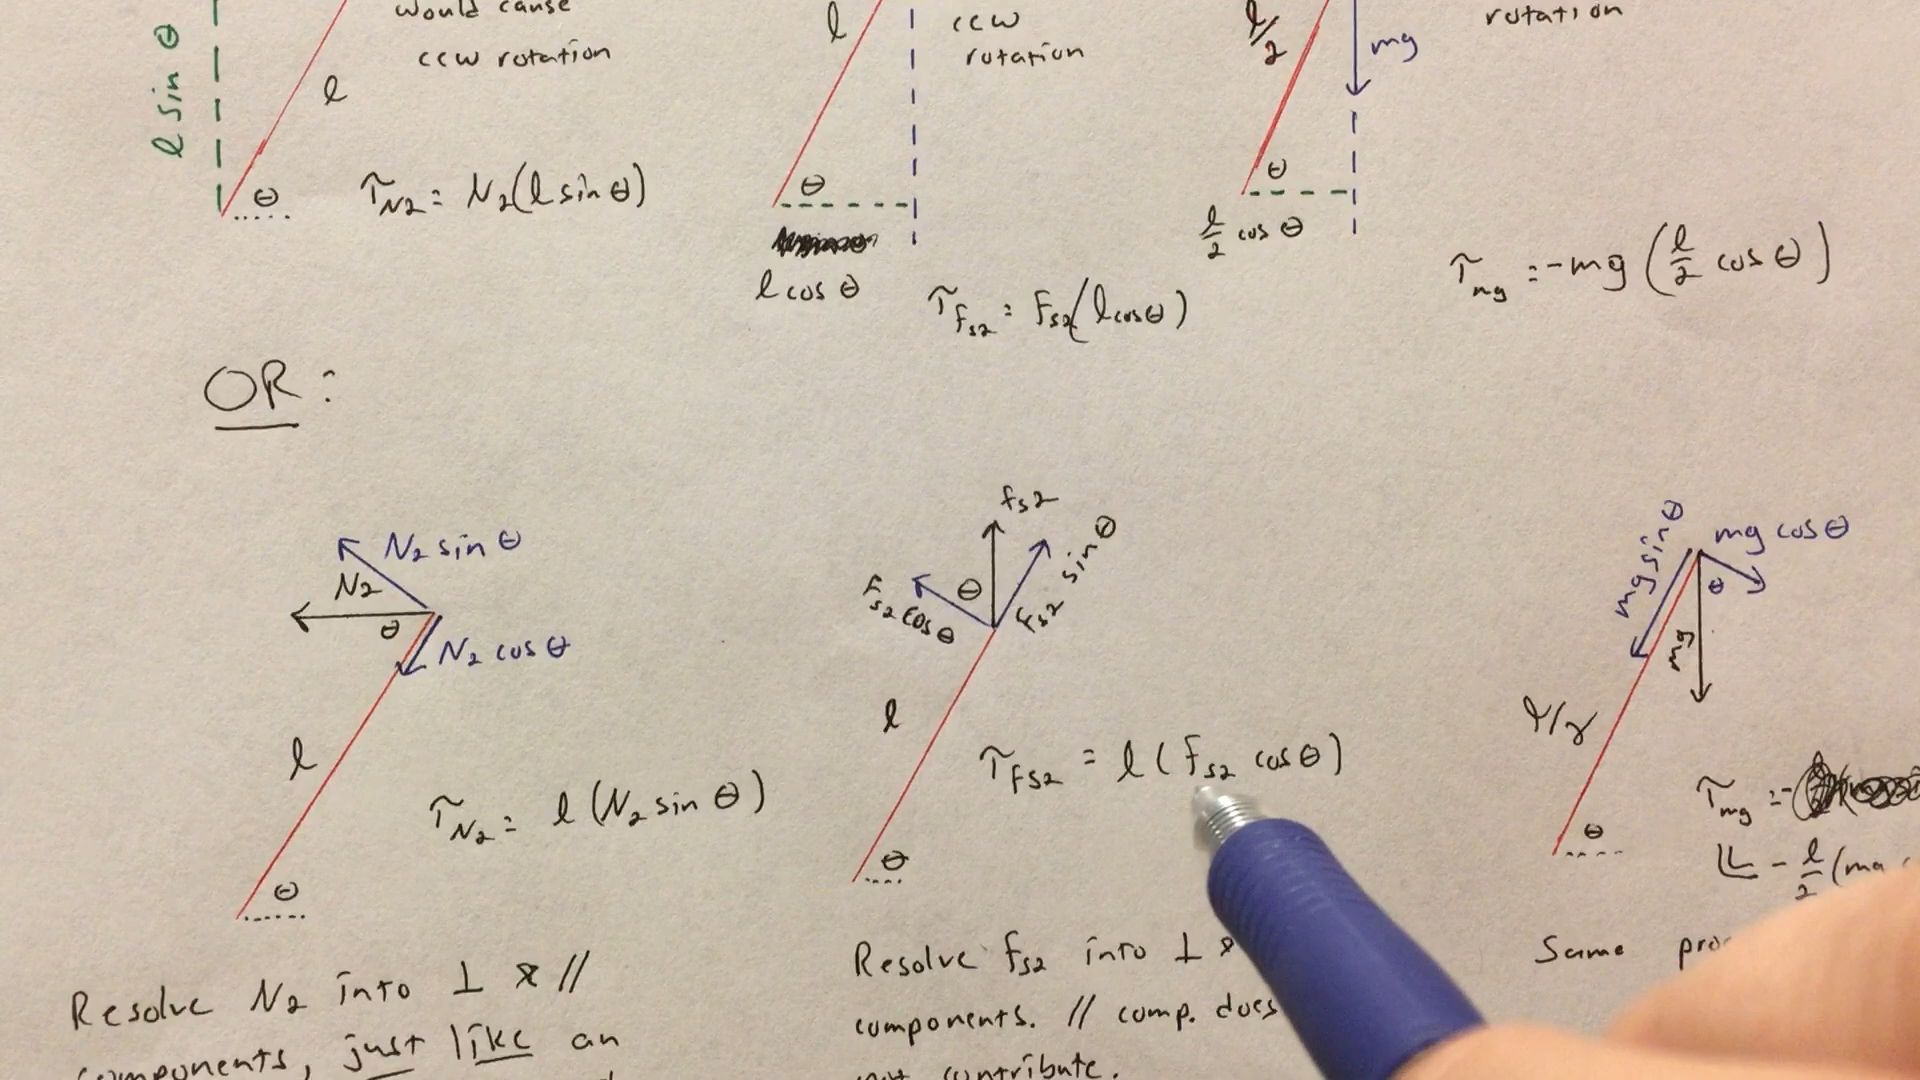 would cause
ccw rotation
l sin θ
l
θ
τN2 = N2(l sin θ)
l
ccw
rotation
θ
l cos θ
τfs2 = Fs2(l cos θ)
l/2
mg
rotation
θ
l/2 cos θ
τmg = -mg (l/2 cos θ)
OR:
N2 sin θ
N2
θ
N2 cos θ
l
θ
τN2 = l (N2 sin θ)
fs2
Fs2 cos θ
θ
fs2 sin θ
l
θ
τFs2 = l (fs2 cos θ)
mg sin θ
mg cos θ
θ
mg
l/2
θ
τmg = -
- l/2 (mg
Resolve N2 into ⊥ & //
components, just like an
Resolve fs2 into ⊥ &
components. // comp. does
not contribute.
Same